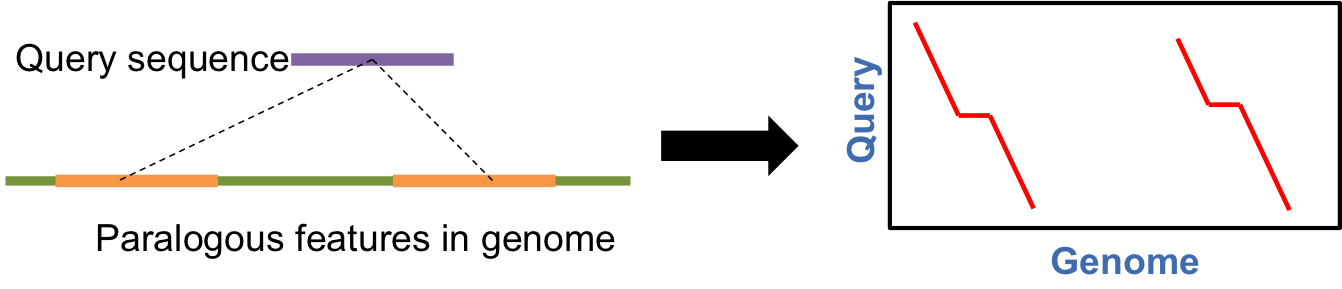 Query sequence
Paralogous features in genome
Query
Genome